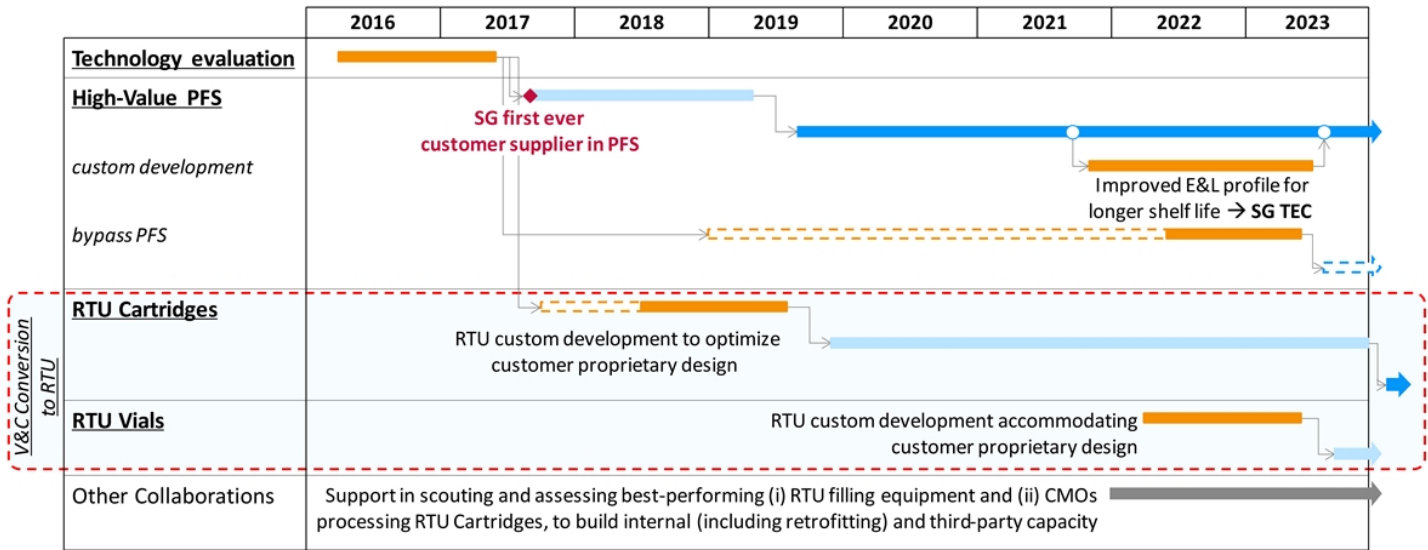 2016 2017 2018 2019 2020 2021 2022 2023
Technology evaluation
High-Value PFS
SG first ever
customer supplier in PFS
custom development
Improved E&L profile for
longer shelf life → SG TEC
bypass PFS
V&C Conversion
to RTU
RTU Cartridges
RTU custom development to optimize
customer proprietary design
RTU Vials
RTU custom development accommodating
customer proprietary design
Other Collaborations
Support in scouting and assessing best-performing (i) RTU filling equipment and (ii) CMOs
processing RTU Cartridges, to build internal (including retrofitting) and third-party capacity